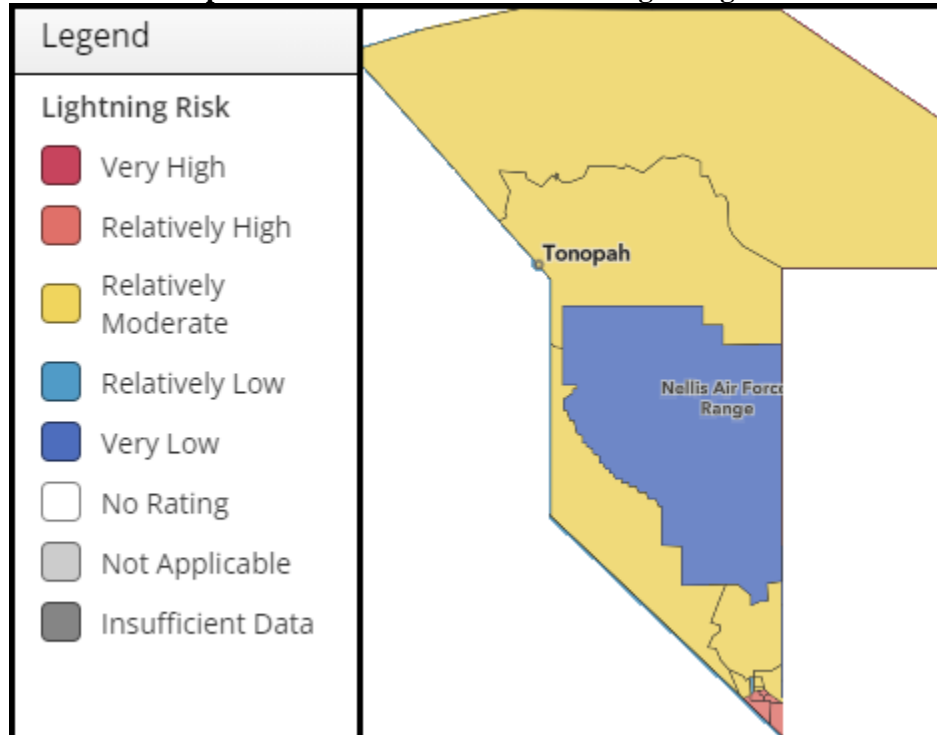 Legend
Lightning Risk
Very High
Relatively High
Relatively
Moderate
Relatively Low
Very Low
No Rating
Not Applicable
Insufficient Data
Tonopah
Nellis Air Force
Range